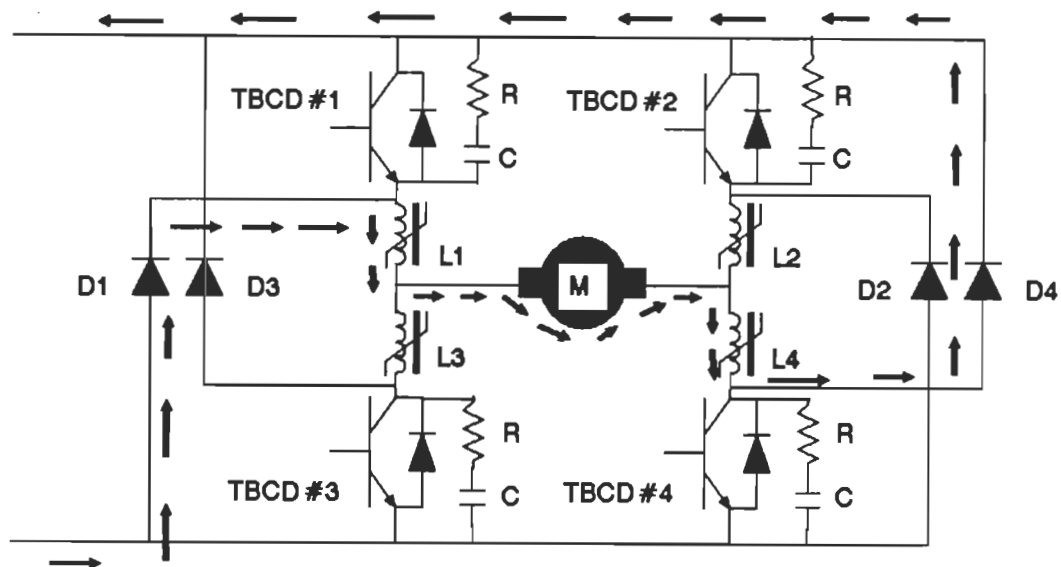 TBCD #1
R
C
TBCD #2
R
C
L1
L2
D1
D3
M
D2
D4
L3
L4
TBCD #3
R
C
TBCD #4
R
C